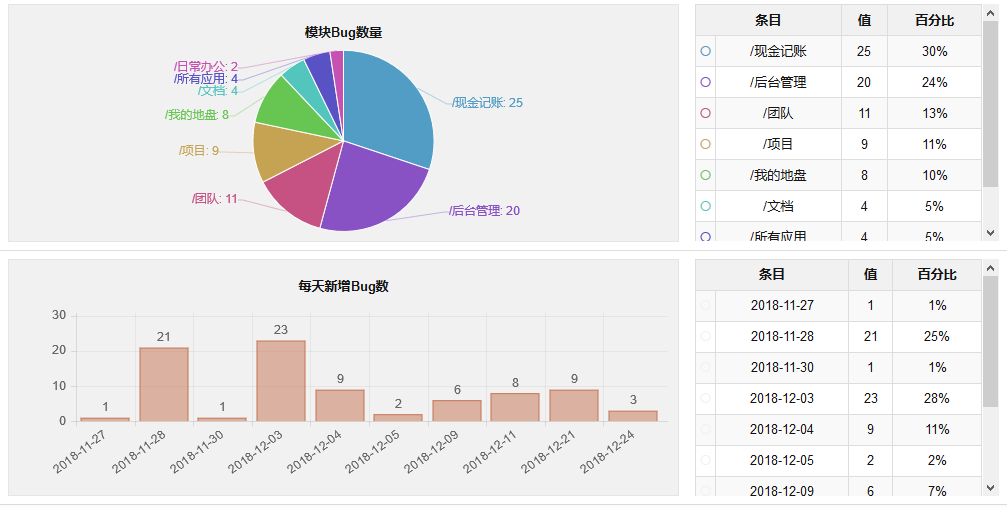 模块Bug数量
/日常办公: 2
/所有应用: 4
/文档: 4
/我的地盘: 8
/项目: 9
/团队: 11
/现金记账: 25
/后台管理: 20
条目 值 百分比
/现金记账 25 30%
/后台管理 20 24%
/团队 11 13%
/项目 9 11%
/我的地盘 8 10%
/文档 4 5%
/所有应用 4 5%
每天新增Bug数
30
20
10
0
1 21 1 23 9 2 6 8 9 3
2018-11-27 2018-11-28 2018-11-30 2018-12-03 2018-12-04 2018-12-05 2018-12-09 2018-12-11 2018-12-21 2018-12-24
条目 值 百分比
2018-11-27 1 1%
2018-11-28 21 25%
2018-11-30 1 1%
2018-12-03 23 28%
2018-12-04 9 11%
2018-12-05 2 2%
2018-12-09 6 7%